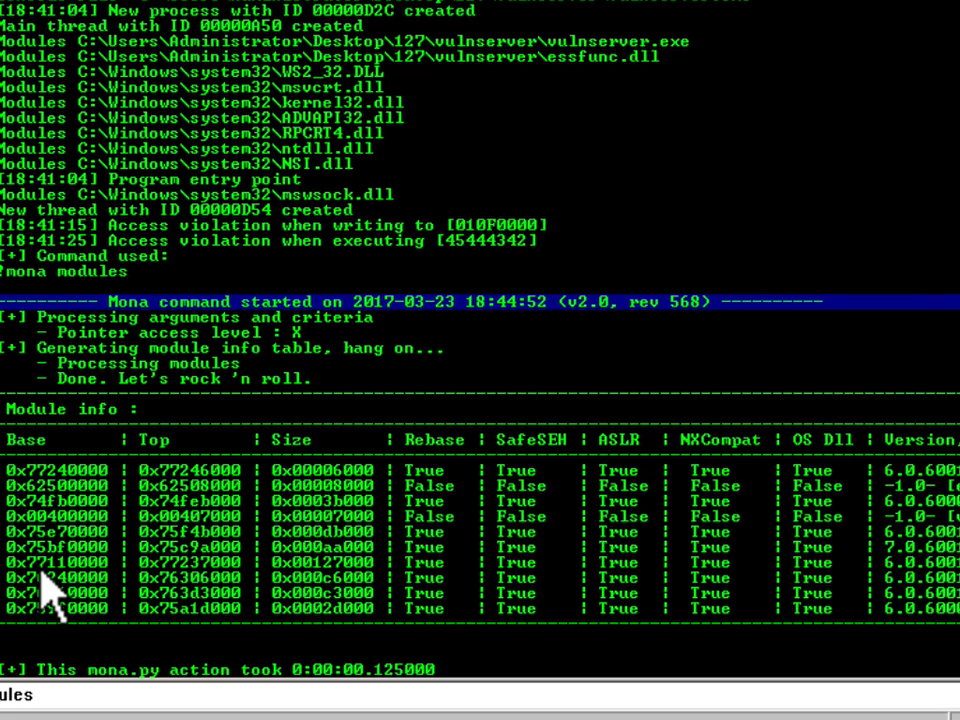 [18:41:04] New process with ID 00000D2C created
Main thread with ID 00000A50 created
Modules C:\Users\Administrator\Desktop\127\vulnserver\vulnserver.exe
Modules C:\Users\Administrator\Desktop\127\vulnserver\essfunc.dll
Modules C:\Windows\system32\WS2_32.DLL
Modules C:\Windows\system32\msvcrt.dll
Modules C:\Windows\system32\kernel32.dll
Modules C:\Windows\system32\ADVAPI32.dll
Modules C:\Windows\system32\RPCRT4.dll
Modules C:\Windows\system32\ntdll.dll
Modules C:\Windows\system32\NSI.dll
[18:41:04] Program entry point
Modules C:\Windows\system32\mswsock.dll
New thread with ID 00000D54 created
[18:41:15] Access violation when writing to [010F0000]
[18:41:25] Access violation when executing [45444342]
[+] Command used:
!mona modules
---------- Mona command started on 2017-03-23 18:44:52 (v2.0, rev 568) ----------
[+] Processing arguments and criteria
- Pointer access level : X
[+] Generating module info table, hang on...
- Processing modules
- Done. Let's rock 'n roll.
Module info :
Base | Top | Size | Rebase | SafeSEH | ASLR | NXCompat | OS Dll | Version,
0x77240000 | 0x77246000 | 0x00006000 | True | True | True | True | True | 6.0.6001
0x62500000 | 0x62508000 | 0x00008000 | False | False | False | False | False | -1.0- [
0x74fb0000 | 0x74feb000 | 0x0003b000 | True | True | True | True | True | 6.0.6000
0x00400000 | 0x00407000 | 0x00007000 | False | False | False | False | False | -1.0- [
0x75e70000 | 0x75f4b000 | 0x000db000 | True | True | True | True | True | 6.0.6001
0x75bf0000 | 0x75c9a000 | 0x000aa000 | True | True | True | True | True | 7.0.6001
0x77110000 | 0x77237000 | 0x00127000 | True | True | True | True | True | 6.0.6001
| 0x76306000 | 0x000c6000 | True | True | True | True | True | 6.0.6001
| 0x763d3000 | 0x000c3000 | True | True | True | True | True | 6.0.6001
| 0x75a1d000 | 0x0002d000 | True | True | True | True | True | 6.0.6001
[+] This mona.py action took 0:00:00.125000
ules